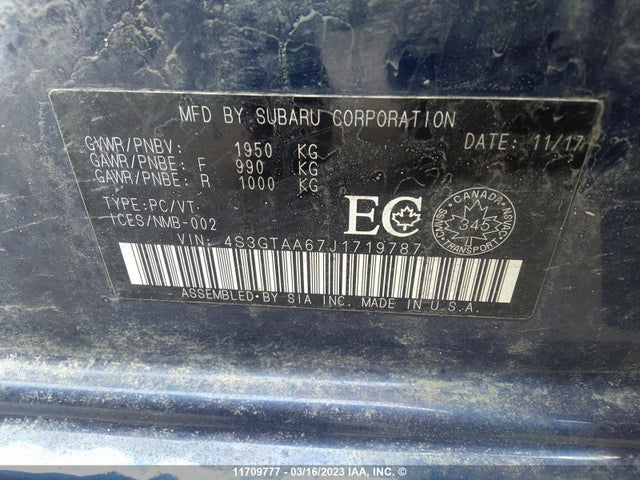 MFD BY SUBARU CORPORATION
GVWR/PNBV: 1950 KG DATE: 11/17
GAWR/PNBE: F 990 KG
GAWR/PNBE: R 1000 KG
TYPE:PC/VT.
ICES/NMB-002
EC
CANADA
345
TRANSPORT
VIN: 4S3GTAA67J1719787
ASSEMBLED BY SIA INC. MADE IN U.S.A.
11709777 - 03/16/2023 IAA, INC. ©